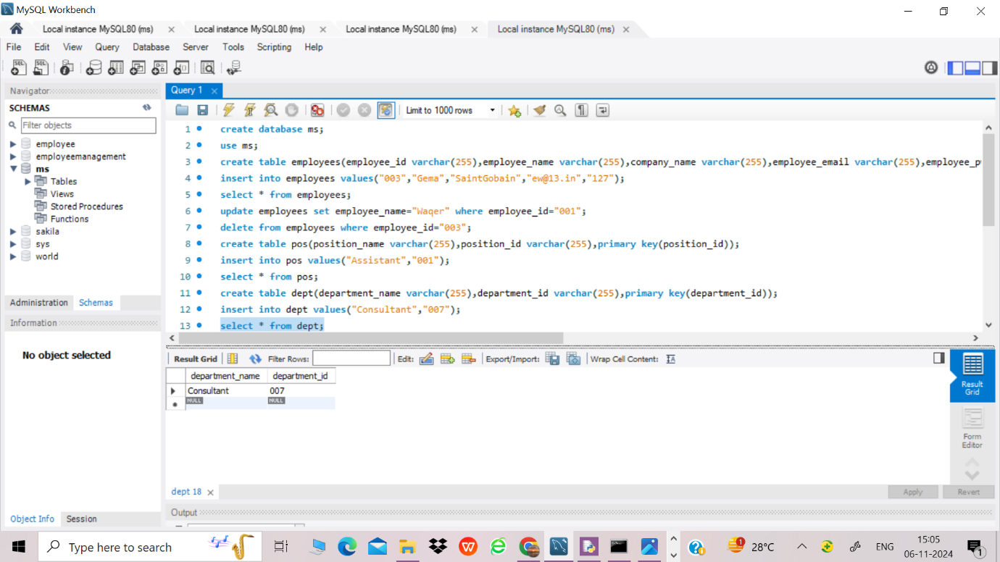 MySQL Workbench
Local instance MySQL80 (ms) Local instance MySQL80 (ms) Local instance MySQL80 (ms) Local instance MySQL80 (ms)
File Edit View Query Database Server Tools Scripting Help
Navigator
SCHEMAS
Filter objects
employee
employeemanagement
ms
Tables
Views
Stored Procedures
Functions
sakila
sys
world
Administration Schemas
Information
No object selected
Object Info Session
Query 1
Limit to 1000 rows
1 create database ms;
2 use ms;
3 create table employees(employee_id varchar(255),employee_name varchar(255),company_name varchar(255),employee_email varchar(255),employee_p
4 insert into employees values("003","Gema","SaintGobain","ew@13.in","127");
5 select * from employees;
6 update employees set employee_name="Waqer" where employee_id="001";
7 delete from employees where employee_id="003";
8 create table pos(position_name varchar(255),position_id varchar(255),primary key(position_id));
9 insert into pos values("Assistant","001");
10 select * from pos;
11 create table dept(department_name varchar(255),department_id varchar(255),primary key(department_id));
12 insert into dept values("Consultant","007");
13 select * from dept;
Result Grid Filter Rows: Edit: Export/Import: Wrap Cell Content: IA
department_name department_id
Consultant 007
NULL NULL
Result
Grid
Form
Editor
dept 18 Apply Revert
Output
Type here to search 28°C ENG 15:05
06-11-2024